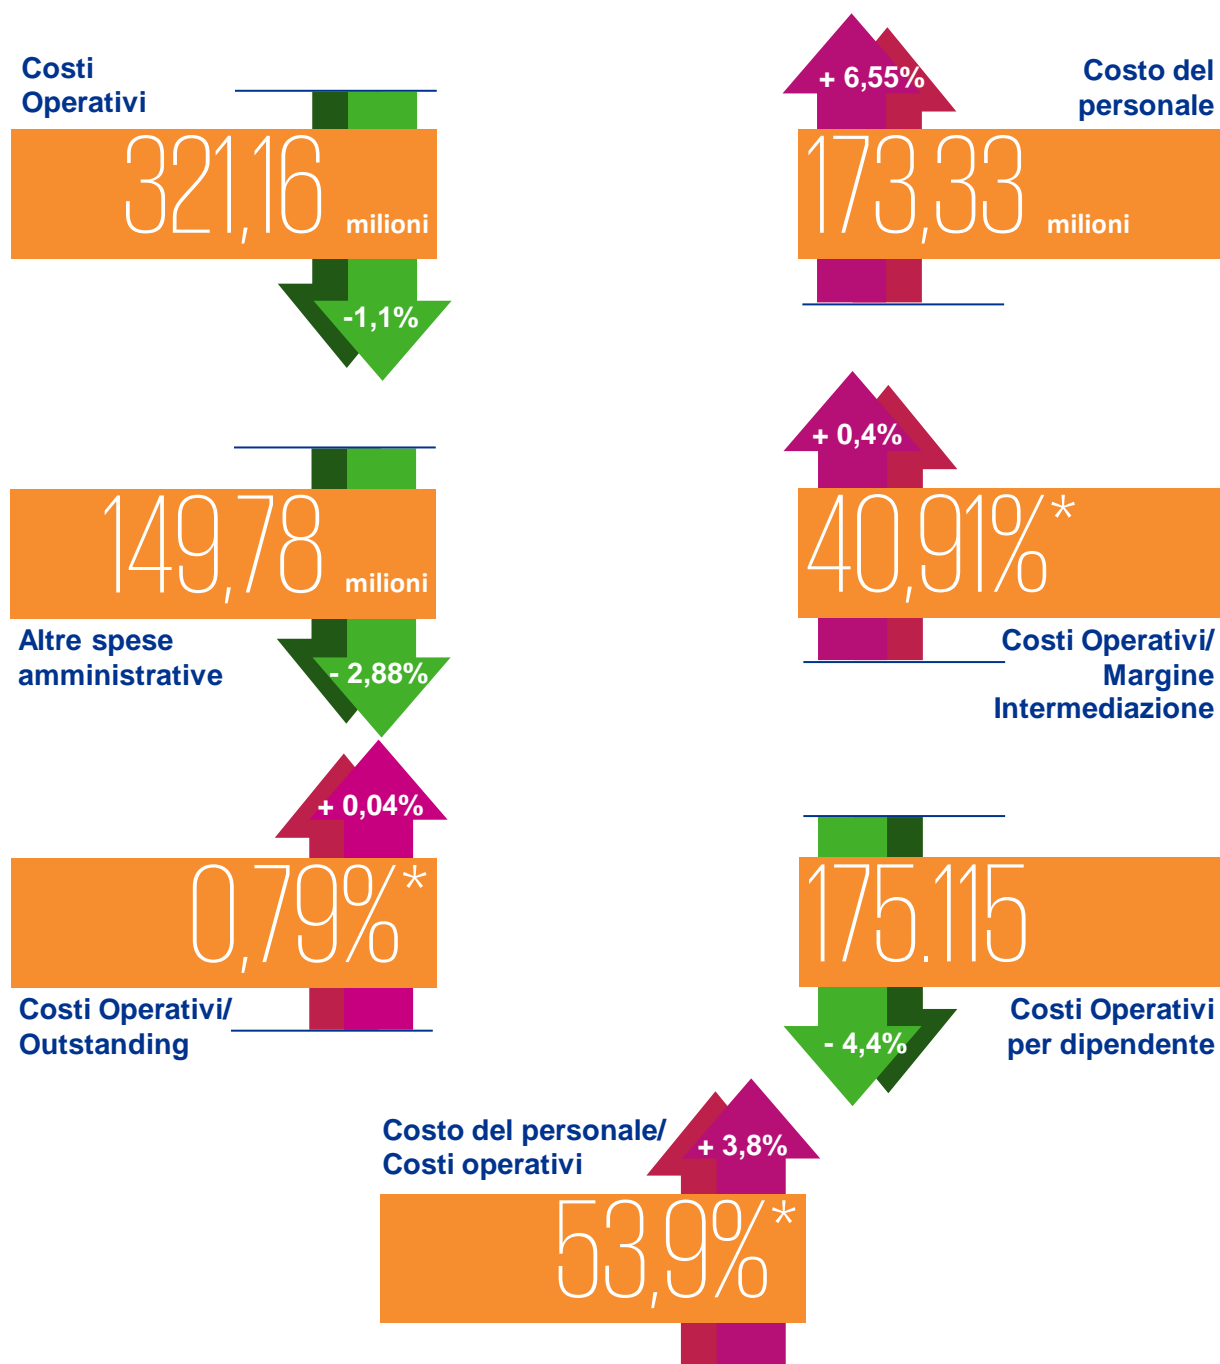 Costi
Operativi
321,16 milioni
-1,1%
+ 6,55%
Costo del
personale
173,33 milioni
149,78 milioni
Altre spese
amministrative
- 2,88%
+ 0,4%
40,91%*
Costi Operativi/
Margine
Intermediazione
+ 0,04%
0,79%*
Costi Operativi/
Outstanding
175.115
- 4,4%
Costi Operativi
per dipendente
Costo del personale/
Costi operativi
+ 3,8%
53,9%*